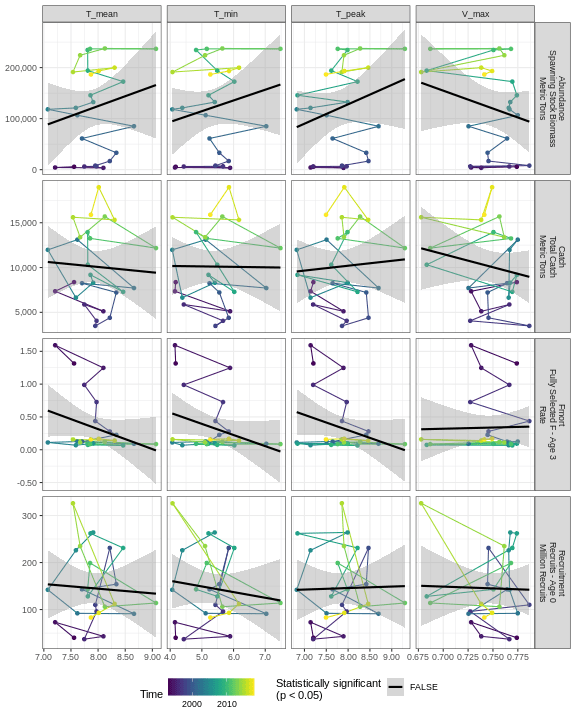 T_mean
T_min
T_peak
V_max
200,000
100,000
0
Abundance
Spawning Stock Biomass
Metric Tons
15,000
10,000
5,000
Catch
Total Catch
Metric Tons
1.50
1.00
0.50
0.00
-0.50
Fmort
Fully Selected F - Age 3
Rate
300
200
100
Recruitment
Recruits - Age 0
Million Recruits
7.00 7.50 8.00 8.50 9.00
4.0 5.0 6.0 7.0
7.00 7.50 8.00 8.50 9.00
0.675 0.700 0.725 0.750 0.775
Time
2000 2010
Statistically significant
(p < 0.05)
FALSE